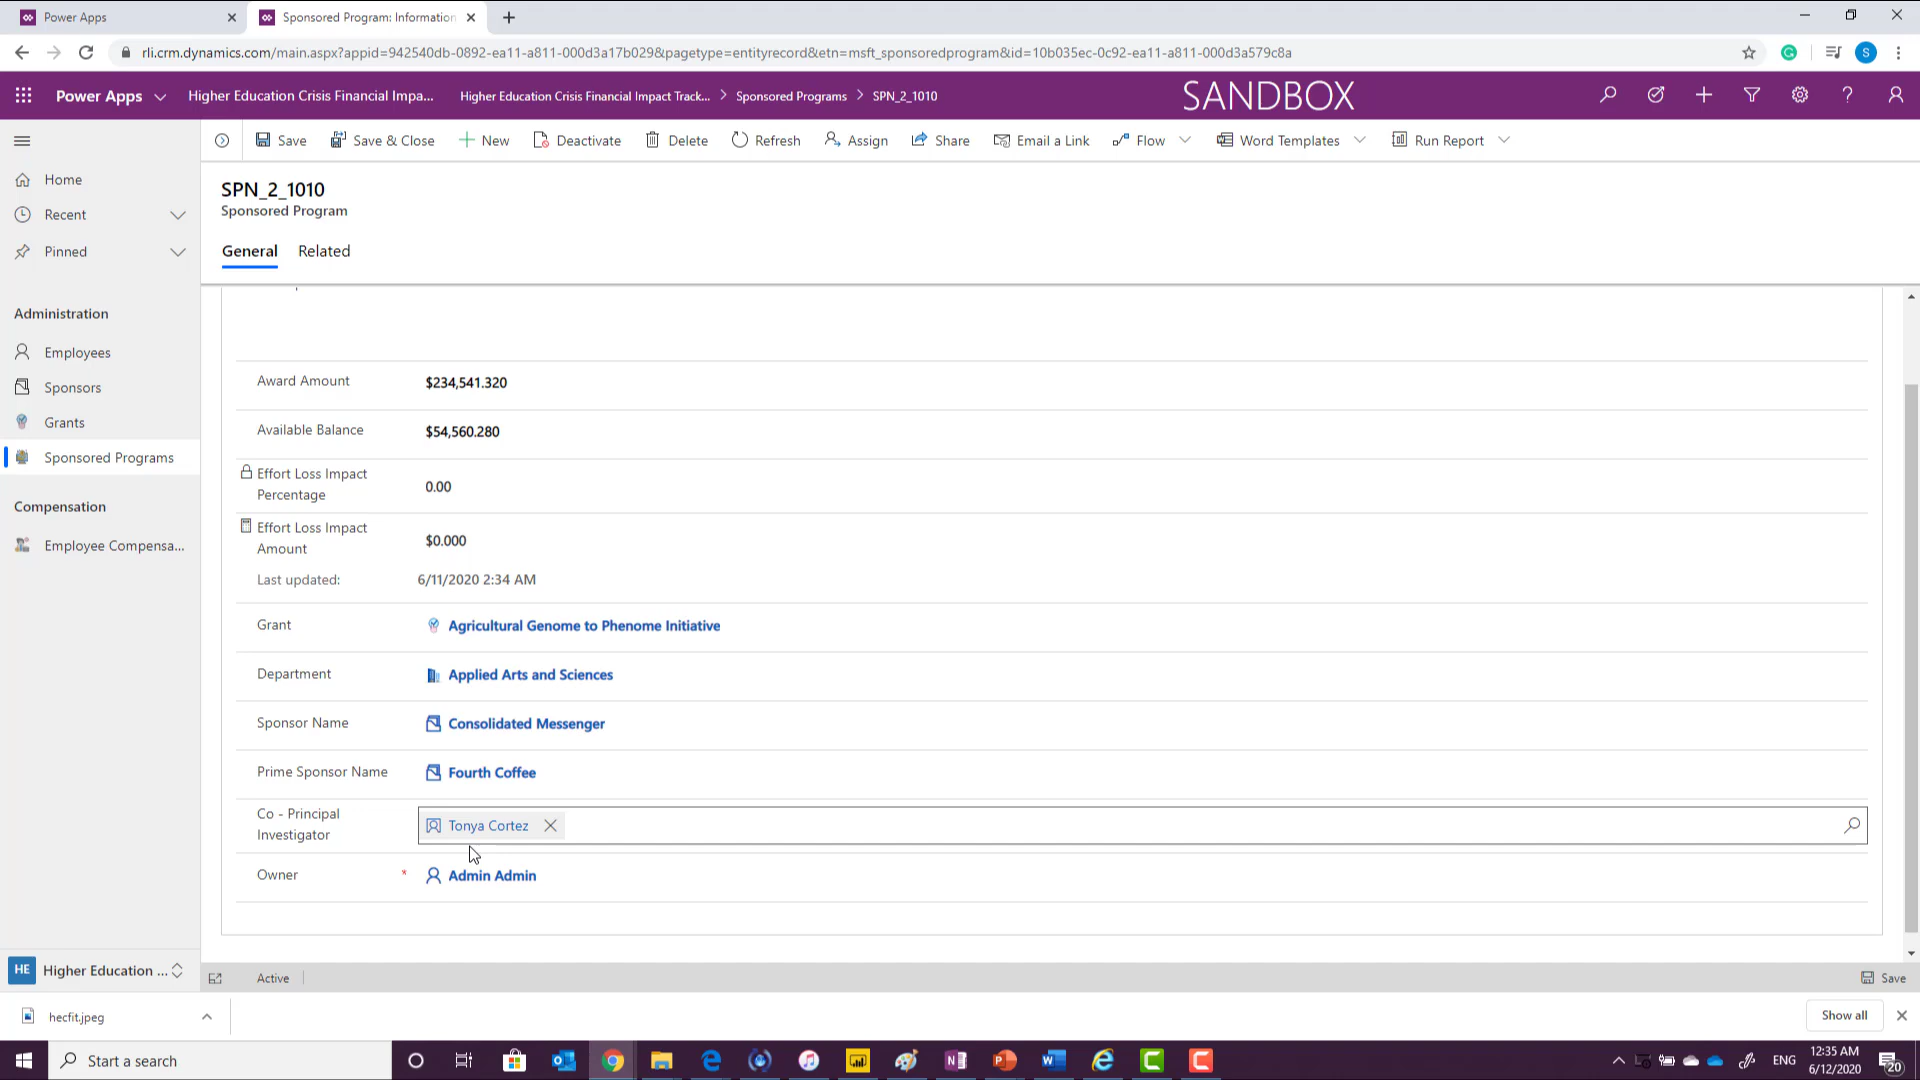 Power Apps
Sponsored Program: Information
rli.crm.dynamics.com/main.aspx?appid=942540db-0892-ea11-a811-000d3a17b029&pagetype=entityrecord&etn=msft_sponsoredprogram&id=10b035ec-0c92-ea11-a811-000d3a579c8a
S
Power Apps
Higher Education Crisis Financial Impa...
Higher Education Crisis Financial Impact Track... > Sponsored Programs > SPN_2_1010
SANDBOX
Save
Save & Close
New
Deactivate
Delete
Refresh
Assign
Share
Email a Link
Flow
Word Templates
Run Report
Home
Recent
Pinned
Administration
Employees
Sponsors
Grants
Sponsored Programs
Compensation
Employee Compensa...
SPN_2_1010
Sponsored Program
General
Related
Award Amount
$234,541.320
Available Balance
$54,560.280
Effort Loss Impact
Percentage
0.00
Effort Loss Impact
Amount
$0.000
Last updated:
6/11/2020 2:34 AM
Grant
Agricultural Genome to Phenome Initiative
Department
Applied Arts and Sciences
Sponsor Name
Consolidated Messenger
Prime Sponsor Name
Fourth Coffee
Co - Principal
Investigator
Tonya Cortez
Owner
*
Admin Admin
HE
Higher Education ...
Active
Save
hecfit.jpeg
Show all
Start a search
ENG
12:35 AM
6/12/2020
20